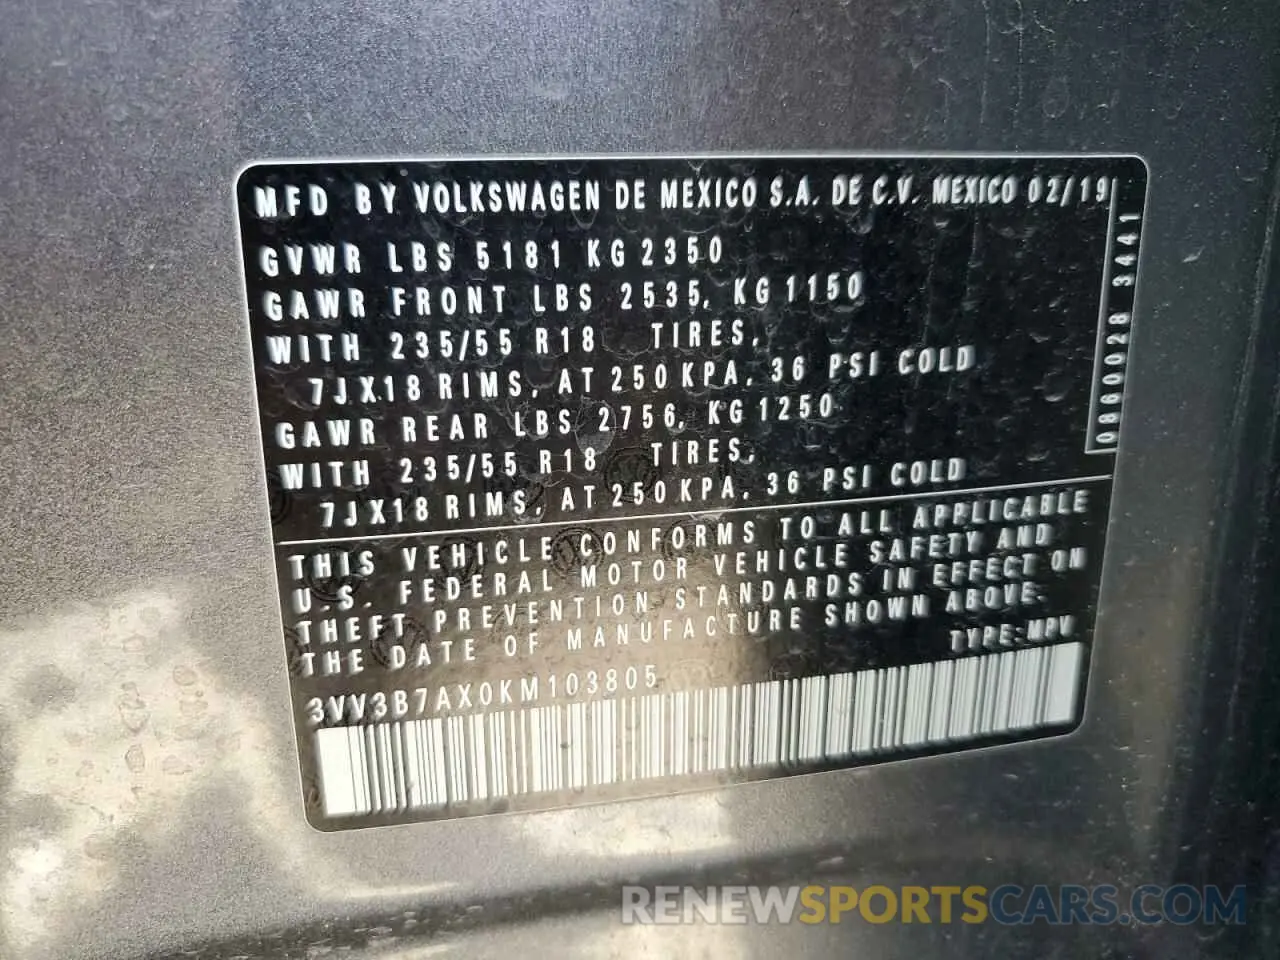 MFD BY VOLKSWAGEN DE MEXICO S.A. DE C.V. MEXICO 02/19
GVWR LBS 5181 KG 2350
GAWR FRONT LBS 2535, KG 1150
WITH 235/55 R18 TIRES,
7JX18 RIMS, AT 250 KPA, 36 PSI COLD
GAWR REAR LBS 2756, KG 1250
WITH 235/55 R18 TIRES,
7JX18 RIMS, AT 250 KPA, 36 PSI COLD
0860028 3441
THIS VEHICLE CONFORMS TO ALL APPLICABLE
U.S. FEDERAL MOTOR VEHICLE SAFETY AND
THEFT PREVENTION STANDARDS IN EFFECT ON
THE DATE OF MANUFACTURE SHOWN ABOVE.
TYPE:MPV
3VV3B7AX0KM103805
RENEWSPORTSCARS.COM